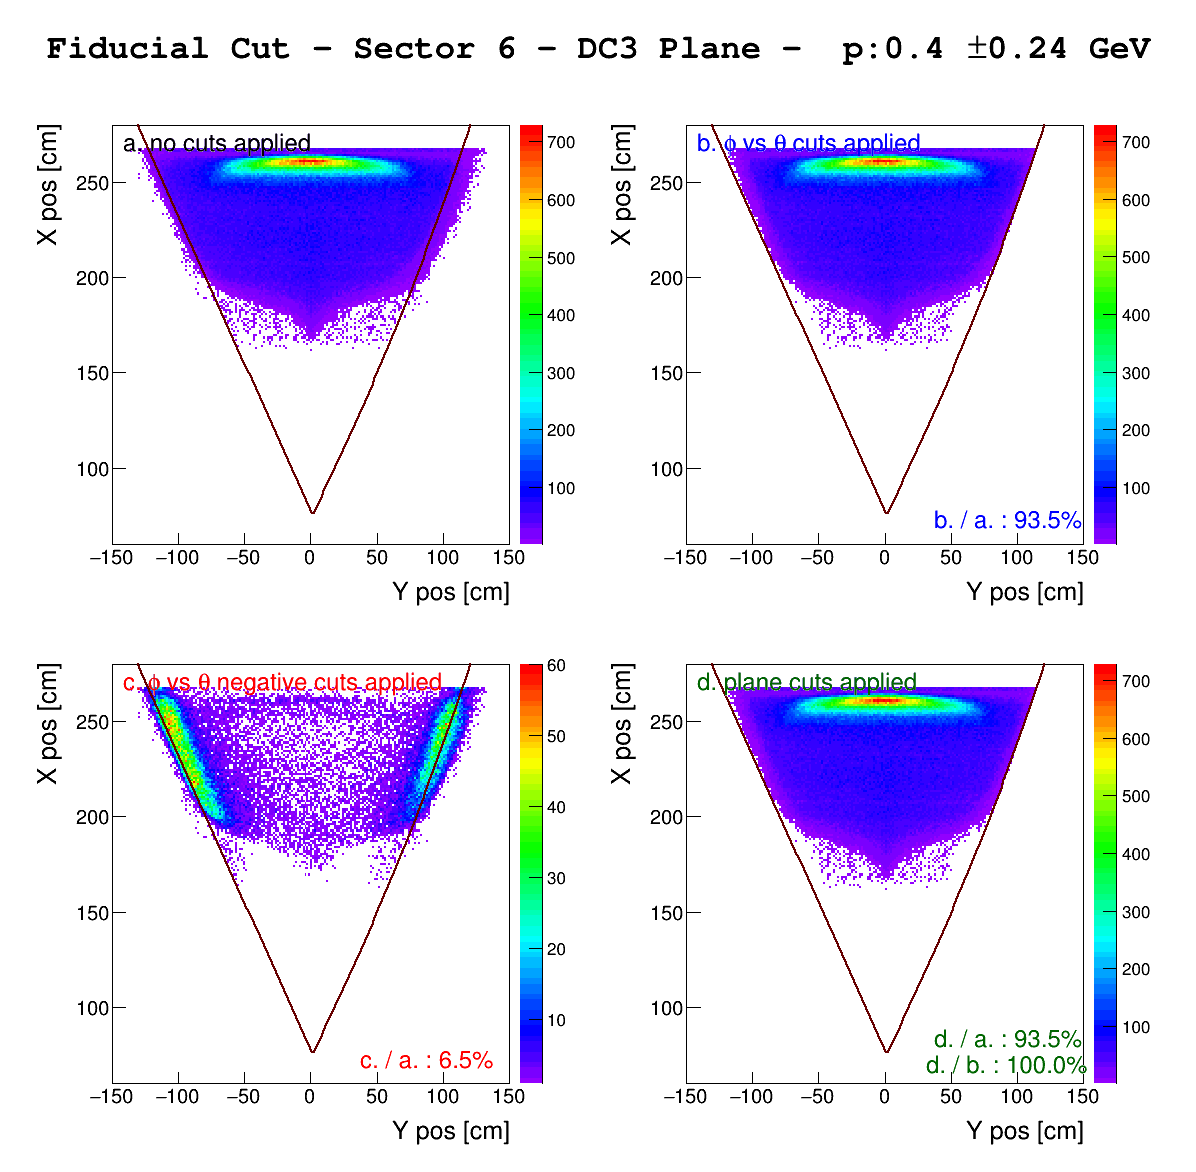 Fiducial Cut − Sector 6 − DC3 Plane − p:0.4 ±0.24 GeV
a. no cuts applied
X pos [cm]
250
200
150
100
−150 −100 −50 0 50 100 150
Y pos [cm]
700
600
500
400
300
200
100
b. ϕ vs θ cuts applied
X pos [cm]
250
200
150
100
b. / a. : 93.5%
−150 −100 −50 0 50 100 150
Y pos [cm]
700
600
500
400
300
200
100
c. ϕ vs θ negative cuts applied
X pos [cm]
250
200
150
100
c. / a. : 6.5%
−150 −100 −50 0 50 100 150
Y pos [cm]
60
50
40
30
20
10
d. plane cuts applied
X pos [cm]
250
200
150
100
d. / a. : 93.5%
d. / b. : 100.0%
−150 −100 −50 0 50 100 150
Y pos [cm]
700
600
500
400
300
200
100